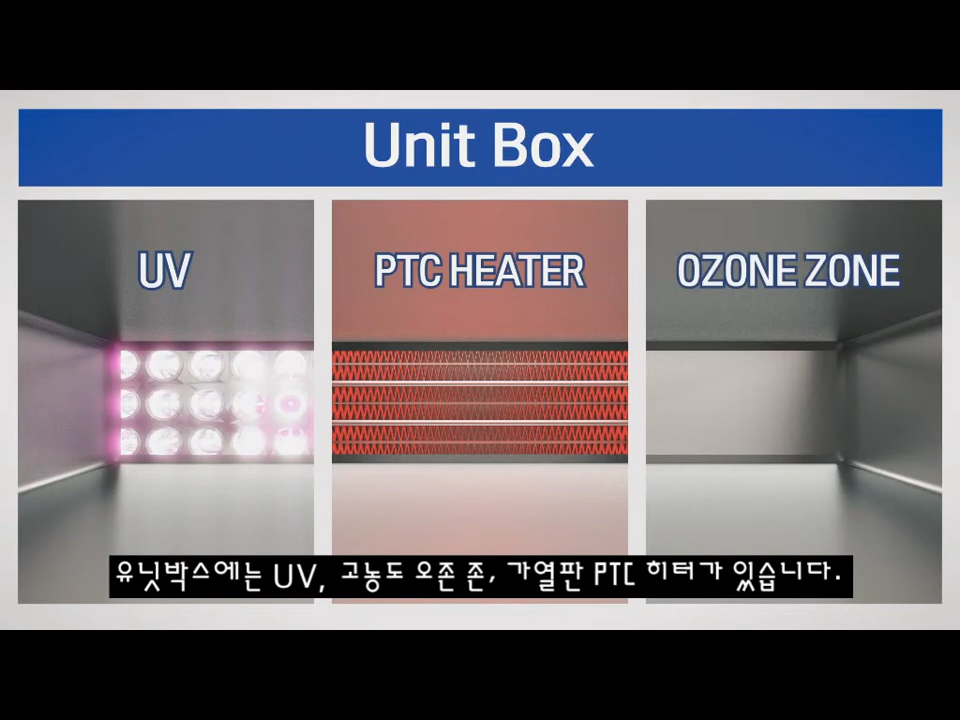 Unit Box
UV
PTC HEATER
OZONE ZONE
유닛박스에는 UV, 고농도 오존 존, 가열판 PTC 히터가 있습니다.